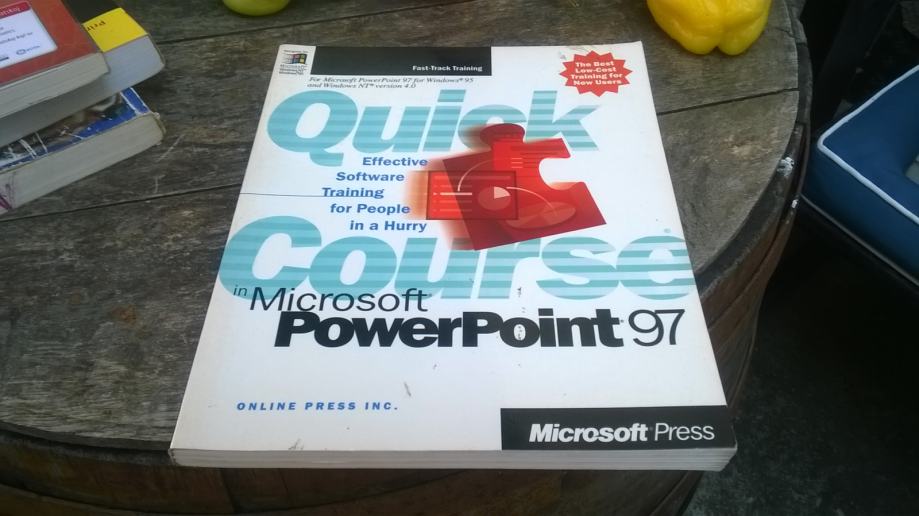 Fast-Track Training
For Microsoft PowerPoint 97 for Windows® 95
and Windows NT® version 4.0
The Best
Low-Cost
Training for
New Users
Quick
Effective
Software
Training
for People
in a Hurry
Course®
in Microsoft®
PowerPoint® 97
ONLINE PRESS INC.
Microsoft Press